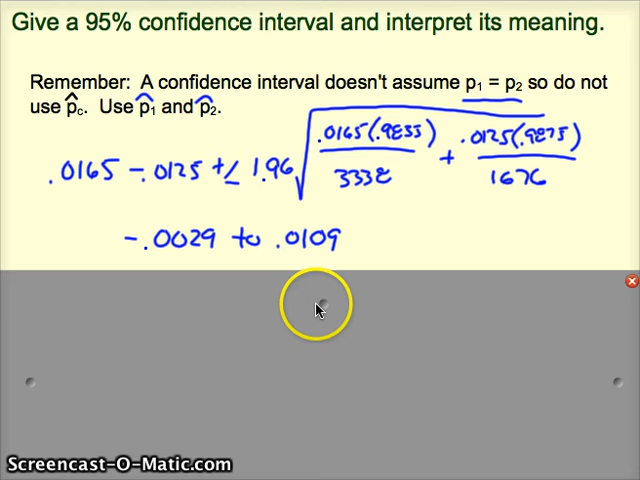 Give a 95% confidence interval and interpret its meaning.
Remember: A confidence interval doesn't assume p₁ = p₂ so do not
use p̂c. Use p̂₁ and p̂₂.
.0165 - .0125 ± 1.96 √ .0165(.9835) / 3338 + .0125(.9875) / 1676
-.0029 to .0109
Screencast-O-Matic.com